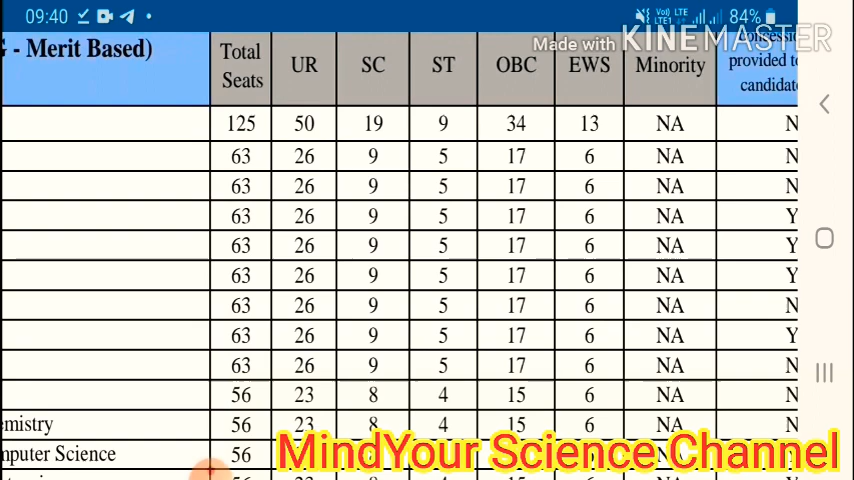 09:40 Vo) LTE LTE1 84%
Made with KINEMASTER
G - Merit Based) Total Seats UR SC ST OBC EWS Minority Concessio provided to candidate
125 50 19 9 34 13 NA N
63 26 9 5 17 6 NA N
63 26 9 5 17 6 NA N
63 26 9 5 17 6 NA Y
63 26 9 5 17 6 NA Y
63 26 9 5 17 6 NA Y
63 26 9 5 17 6 NA N
63 26 9 5 17 6 NA Y
63 26 9 5 17 6 NA N
56 23 8 4 15 6 NA N
emistry 56 23 8 4 15 6 NA N
mputer Science 56
MindYour Science Channel